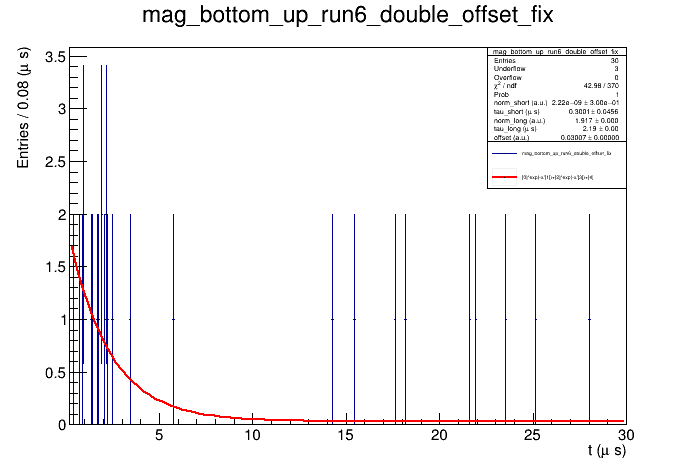 mag_bottom_up_run6_double_offset_fix
Entries / 0.08 (μ s)
3.5
3
2.5
2
1.5
1
0.5
0
5
10
15
20
25
30
t (μ s)
mag_bottom_up_run6_double_offset_fix
Entries 30
Underflow 3
Overflow 0
χ² / ndf 42.98 / 370
Prob 1
norm_short (a.u.) 2.22e−09 ± 3.00e−01
tau_short (μ s) 0.3001 ± 0.0456
norm_long (a.u.) 1.917 ± 0.000
tau_long (μ s) 2.19 ± 0.00
offset (a.u.) 0.03007 ± 0.00000
mag_bottom_up_run6_double_offset_fix